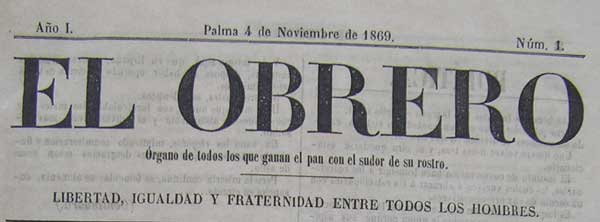 Año I. Palma 4 de Noviembre de 1869. Núm. 1.
EL OBRERO
Órgano de todos los que ganan el pan con el sudor de su rostro.
LIBERTAD, IGUALDAD Y FRATERNIDAD ENTRE TODOS LOS HOMBRES.